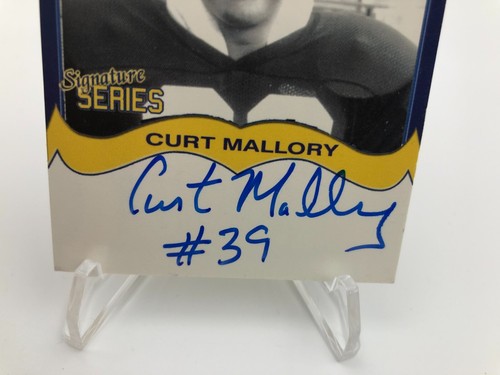 Signature
SERIES
CURT MALLORY
Curt Mallory
#39